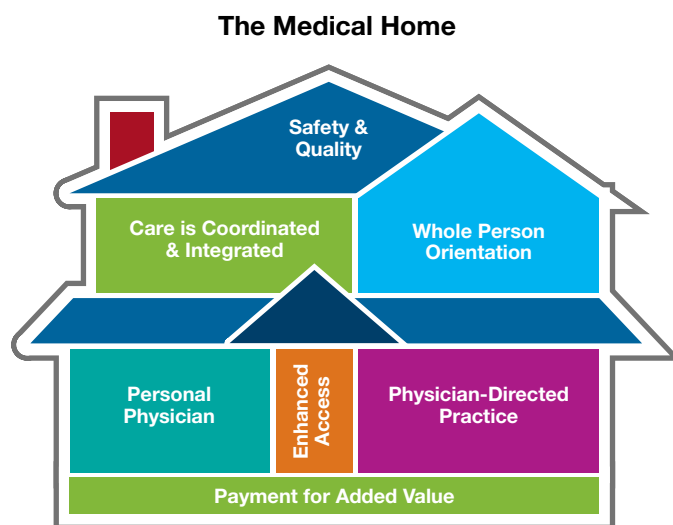 The Medical Home
Safety &
Quality
Care is Coordinated
& Integrated
Whole Person
Orientation
Personal
Physician
Enhanced
Access
Physician-Directed
Practice
Payment for Added Value